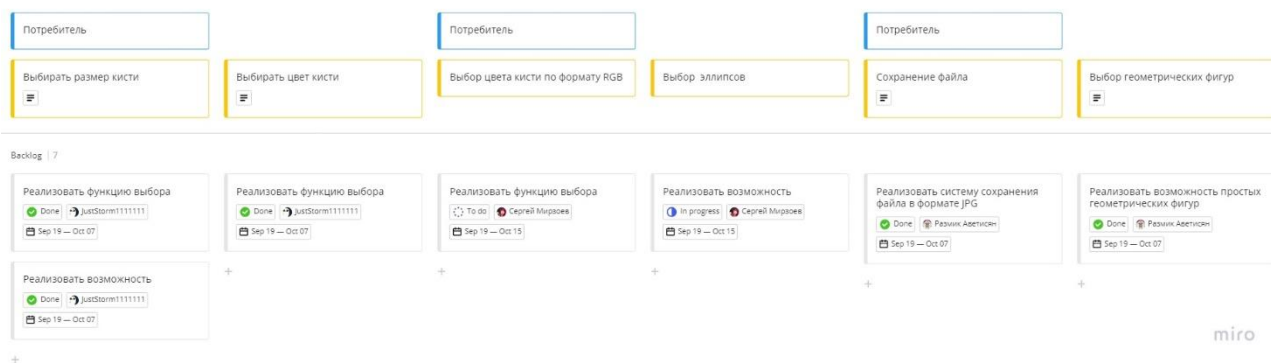 Потребитель
Потребитель
Потребитель
Выбирать размер кисти
Выбирать цвет кисти
Выбор цвета кисти по формату RGB
Выбор эллипсов
Сохранение файла
Выбор геометрических фигур
Backlog | 7
Реализовать функцию выбора
Done JustStorm1111111
Sep 19 — Oct 07
Реализовать функцию выбора
Done JustStorm1111111
Sep 19 — Oct 07
Реализовать функцию выбора
To do Сергей Мирзоев
Sep 19 — Oct 15
Реализовать возможность
In progress Сергей Мирзоев
Sep 19 — Oct 15
Реализовать систему сохранения
файла в формате JPG
Done Размик Аветисян
Sep 19 — Oct 07
Реализовать возможность простых
геометрических фигур
Done Размик Аветисян
Sep 19 — Oct 07
Реализовать возможность
Done JustStorm1111111
Sep 19 — Oct 07
miro